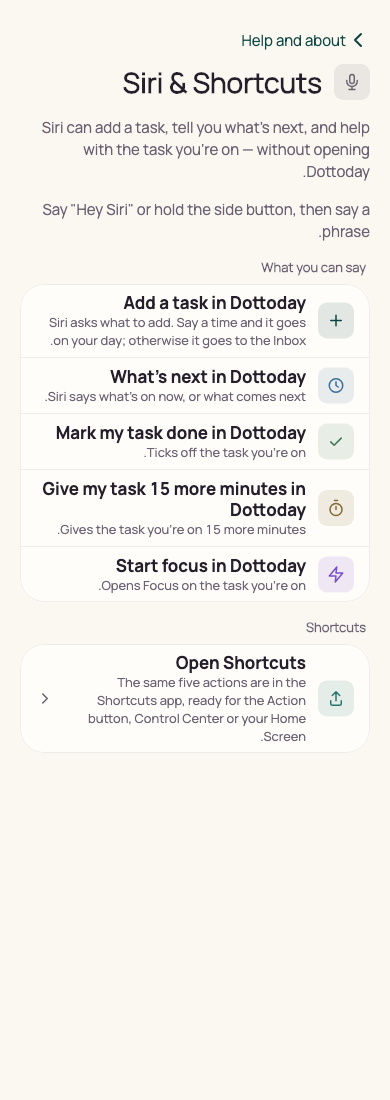 Help and about
Siri & Shortcuts
Siri can add a task, tell you what's next, and help
with the task you're on — without opening
Dottoday.
Say "Hey Siri" or hold the side button, then say a
phrase.
What you can say
Add a task in Dottoday
Siri asks what to add. Say a time and it goes
on your day; otherwise it goes to the Inbox.
What's next in Dottoday
Siri says what's on now, or what comes next.
Mark my task done in Dottoday
Ticks off the task you're on.
Give my task 15 more minutes in
Dottoday
Gives the task you're on 15 more minutes.
Start focus in Dottoday
Opens Focus on the task you're on.
Shortcuts
Open Shortcuts
The same five actions are in the
Shortcuts app, ready for the Action
button, Control Center or your Home
Screen.